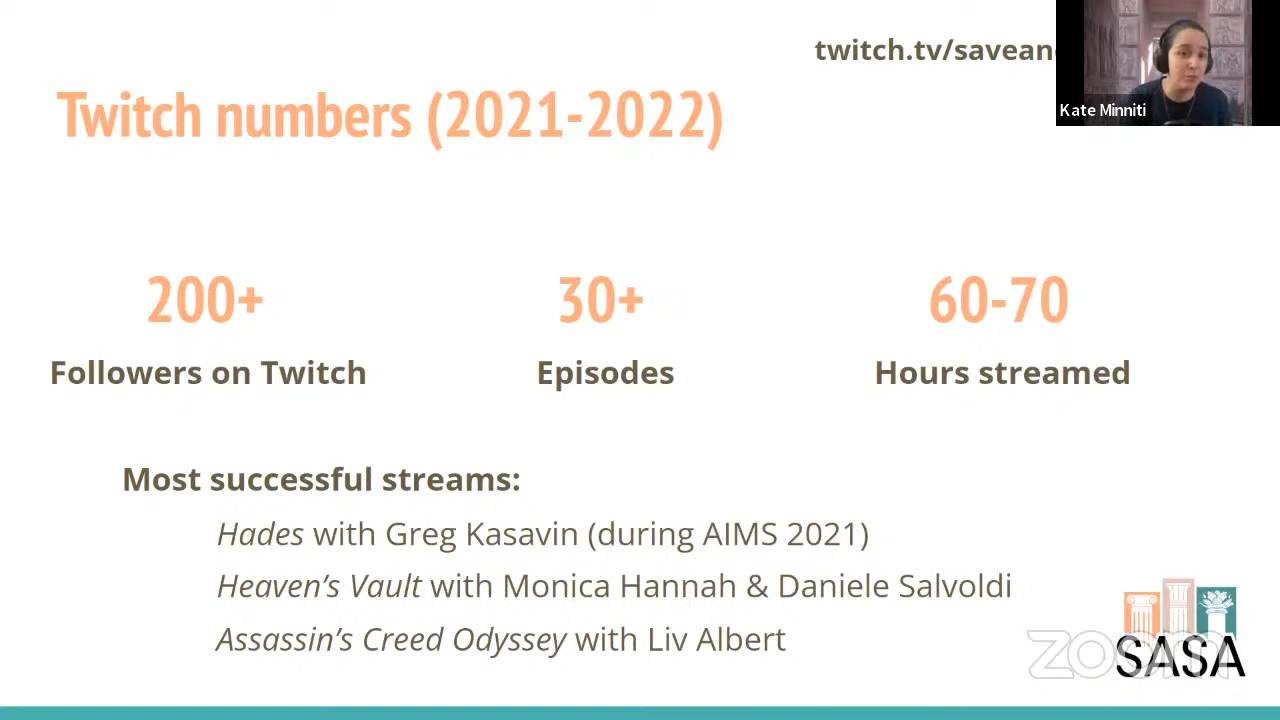 twitch.tv/savean
Kate Minniti
Twitch numbers (2021-2022)
200+
Followers on Twitch
30+
Episodes
60-70
Hours streamed
Most successful streams:
Hades with Greg Kasavin (during AIMS 2021)
Heaven’s Vault with Monica Hannah & Daniele Salvoldi
Assassin’s Creed Odyssey with Liv Albert
zoom
SASA